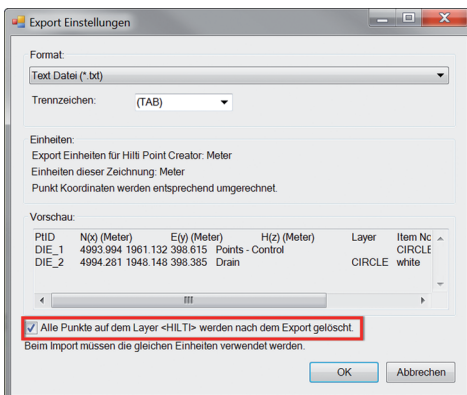 Export Einstellungen
Format:
Text Datei (*.txt)
Trennzeichen: (TAB)
Einheiten:
Export Einheiten für Hilti Point Creator: Meter
Einheiten dieser Zeichnung: Meter
Punkt Koordinaten werden entsprechend umgerechnet.
Vorschau:
PtID N(x) (Meter) E(y) (Meter) H(z) (Meter) Layer Item Nc
DIE_1 4993.994 1961.132 398.615 Points - Control CIRCLE
DIE_2 4994.281 1948.148 398.385 Drain CIRCLE white
Alle Punkte auf dem Layer <HILTI> werden nach dem Export gelöscht.
Beim Import müssen die gleichen Einheiten verwendet werden.
OK Abbrechen